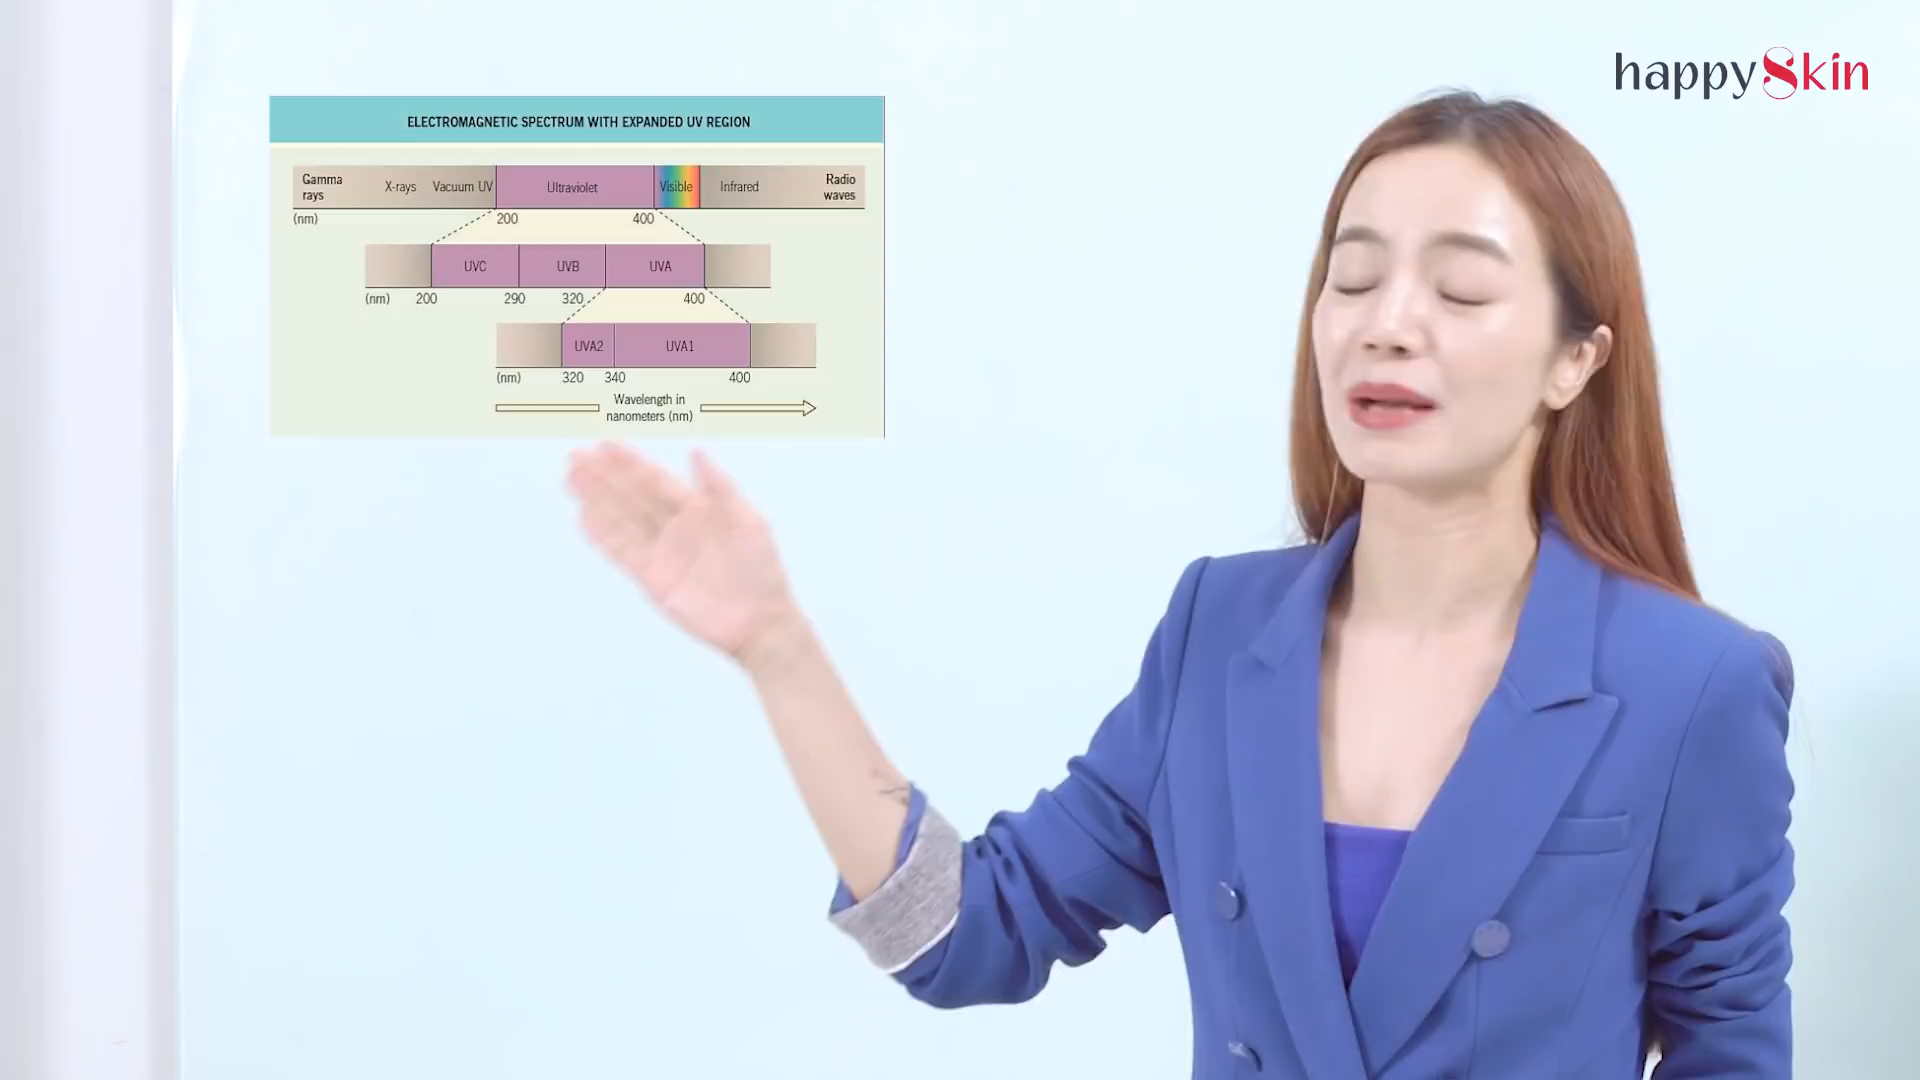 happySkin
ELECTROMAGNETIC SPECTRUM WITH EXPANDED UV REGION
Gamma rays X-rays Vacuum UV Ultraviolet Visible Infrared Radio waves
(nm) 200 400
UVC UVB UVA
(nm) 200 290 320 400
UVA2 UVA1
(nm) 320 340 400
Wavelength in
nanometers (nm)